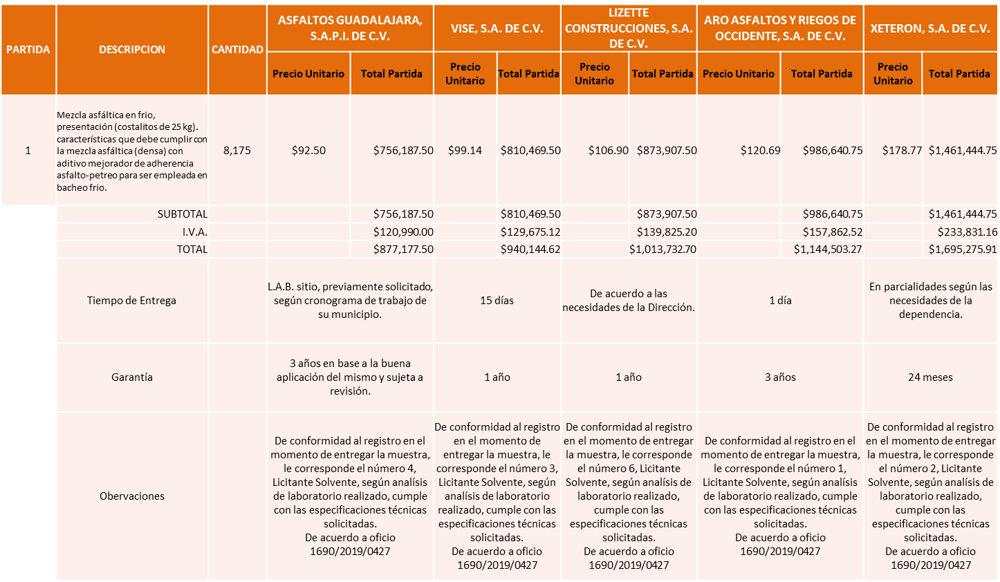 PARTIDA
DESCRIPCION
CANTIDAD
ASFALTOS GUADALAJARA,
S.A.P.I. DE C.V.
VISE, S.A. DE C.V.
LIZETTE
CONSTRUCCIONES, S.A.
DE C.V.
ARO ASFALTOS Y RIEGOS DE
OCCIDENTE, S.A. DE C.V.
XETERON, S.A. DE C.V.
Precio Unitario
Total Partida
Precio
Unitario
Total Partida
Precio
Unitario
Total Partida
Precio Unitario
Total Partida
Precio
Unitario
Total Partida
1
Mezcla asfáltica en frio,
presentación (costalitos de 25 kg).
características que debe cumplir con
la mezcla asfáltica (densa) con
aditivo mejorador de adherencia
asfalto-petreo para ser empleada en
bacheo frio.
8,175
$92.50
$756,187.50
$99.14
$810,469.50
$106.90
$873,907.50
$120.69
$986,640.75
$178.77
$1,461,444.75
SUBTOTAL
$756,187.50
$810,469.50
$873,907.50
$986,640.75
$1,461,444.75
I.V.A.
$120,990.00
$129,675.12
$139,825.20
$157,862.52
$233,831.16
TOTAL
$877,177.50
$940,144.62
$1,013,732.70
$1,144,503.27
$1,695,275.91
Tiempo de Entrega
L.A.B. sitio, previamente solicitado,
según cronograma de trabajo de
su municipio.
15 días
De acuerdo a las
necesidades de la Dirección.
1 día
En parcialidades según las
necesidades de la
dependencia.
Garantía
3 años en base a la buena
aplicación del mismo y sujeta a
revisión.
1 año
1 año
3 años
24 meses
Obervaciones
De conformidad al registro en el
momento de entregar la muestra,
le corresponde el número 4,
Licitante Solvente, según analísis
de laboratorio realizado, cumple
con las especificaciones técnicas
solicitadas.
De acuerdo a oficio
1690/2019/0427
De conformidad al registro
en el momento de
entregar la muestra, le
corresponde el número 3,
Licitante Solvente, según
analísis de laboratorio
realizado, cumple con las
especificaciones técnicas
solicitadas.
De acuerdo a oficio
1690/2019/0427
De conformidad al registro
en el momento de entregar
la muestra, le corresponde
el número 6, Licitante
Solvente, según analísis de
laboratorio realizado,
cumple con las
especificaciones técnicas
solicitadas.
De acuerdo a oficio
1690/2019/0427
De conformidad al registro en el
momento de entregar la muestra,
le corresponde el número 1,
Licitante Solvente, según analísis
de laboratorio realizado, cumple
con las especificaciones técnicas
solicitadas.
De acuerdo a oficio
1690/2019/0427
De conformidad al registro
en el momento de entregar
la muestra, le corresponde
el número 2, Licitante
Solvente, según analísis de
laboratorio realizado,
cumple con las
especificaciones técnicas
solicitadas.
De acuerdo a oficio
1690/2019/0427